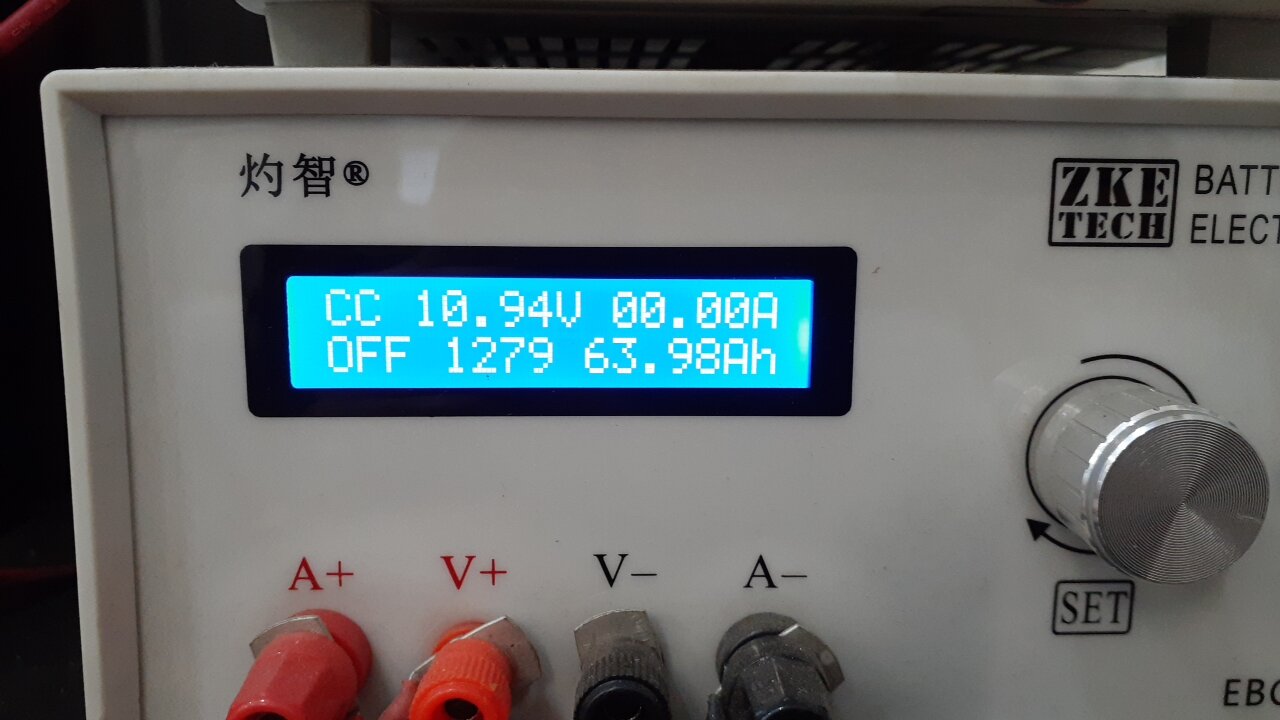 灼智®
ZKE
TECH
BATT
ELECT
CC 10.94V 00.00A
OFF 1279 63.98Ah
A+ V+ V− A−
SET
EBC